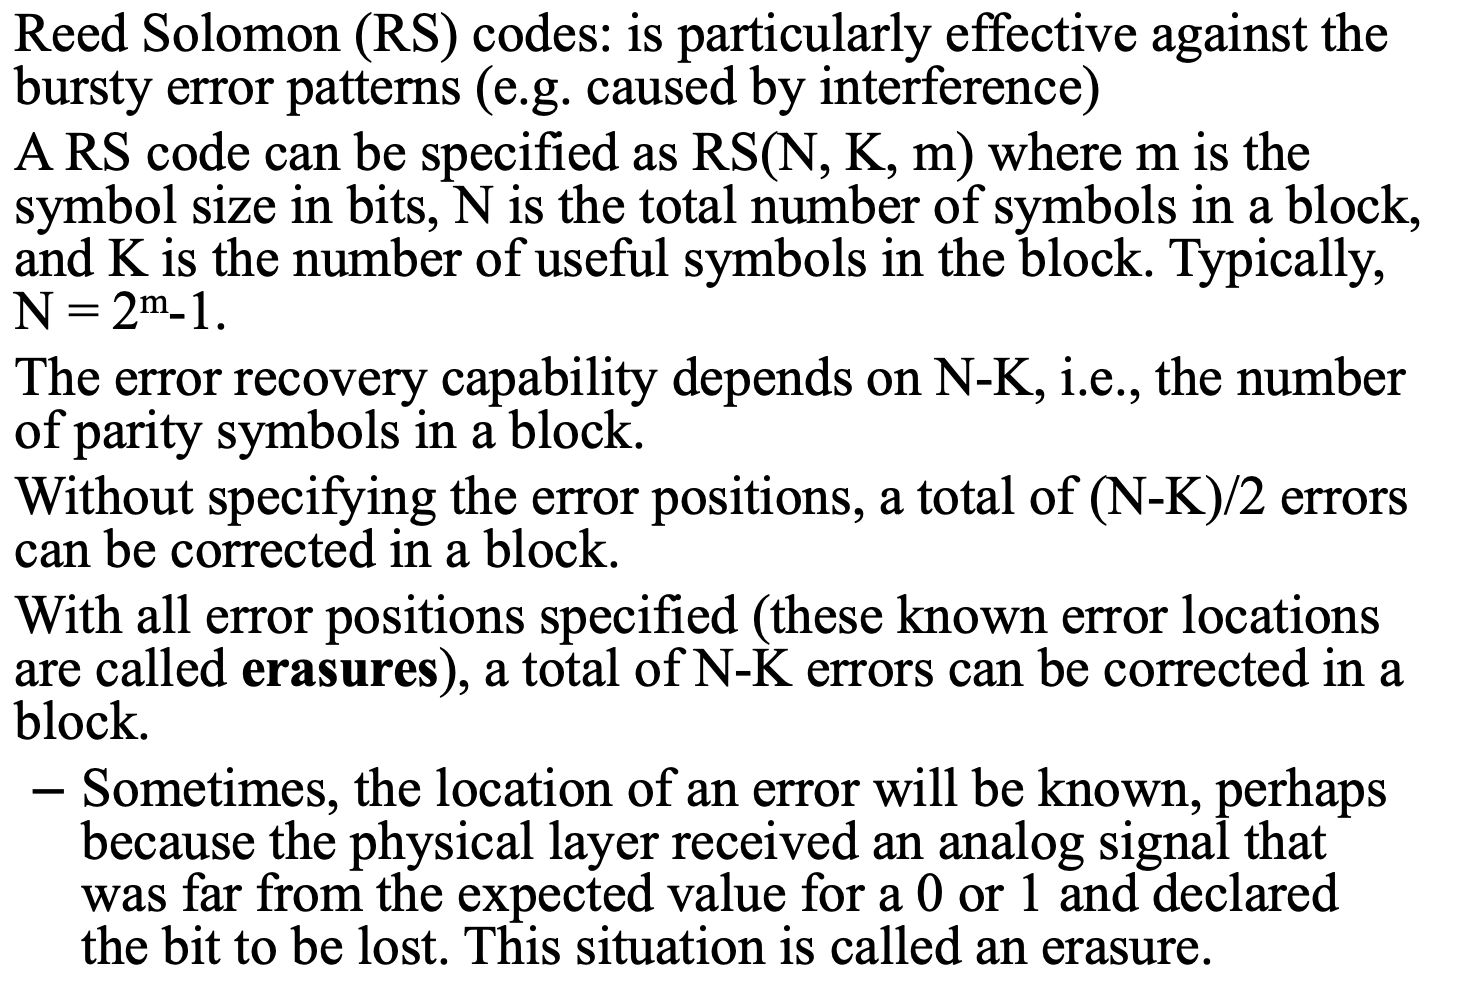 Reed Solomon (RS) codes: is particularly effective against the
bursty error patterns (e.g. caused by interference)
A RS code can be specified as RS(N, K, m) where m is the
symbol size in bits, N is the total number of symbols in a block,
and K is the number of useful symbols in the block. Typically,
N = 2ᵐ-1.
The error recovery capability depends on N-K, i.e., the number
of parity symbols in a block.
Without specifying the error positions, a total of (N-K)/2 errors
can be corrected in a block.
With all error positions specified (these known error locations
are called erasures), a total of N-K errors can be corrected in a
block.
– Sometimes, the location of an error will be known, perhaps
because the physical layer received an analog signal that
was far from the expected value for a 0 or 1 and declared
the bit to be lost. This situation is called an erasure.